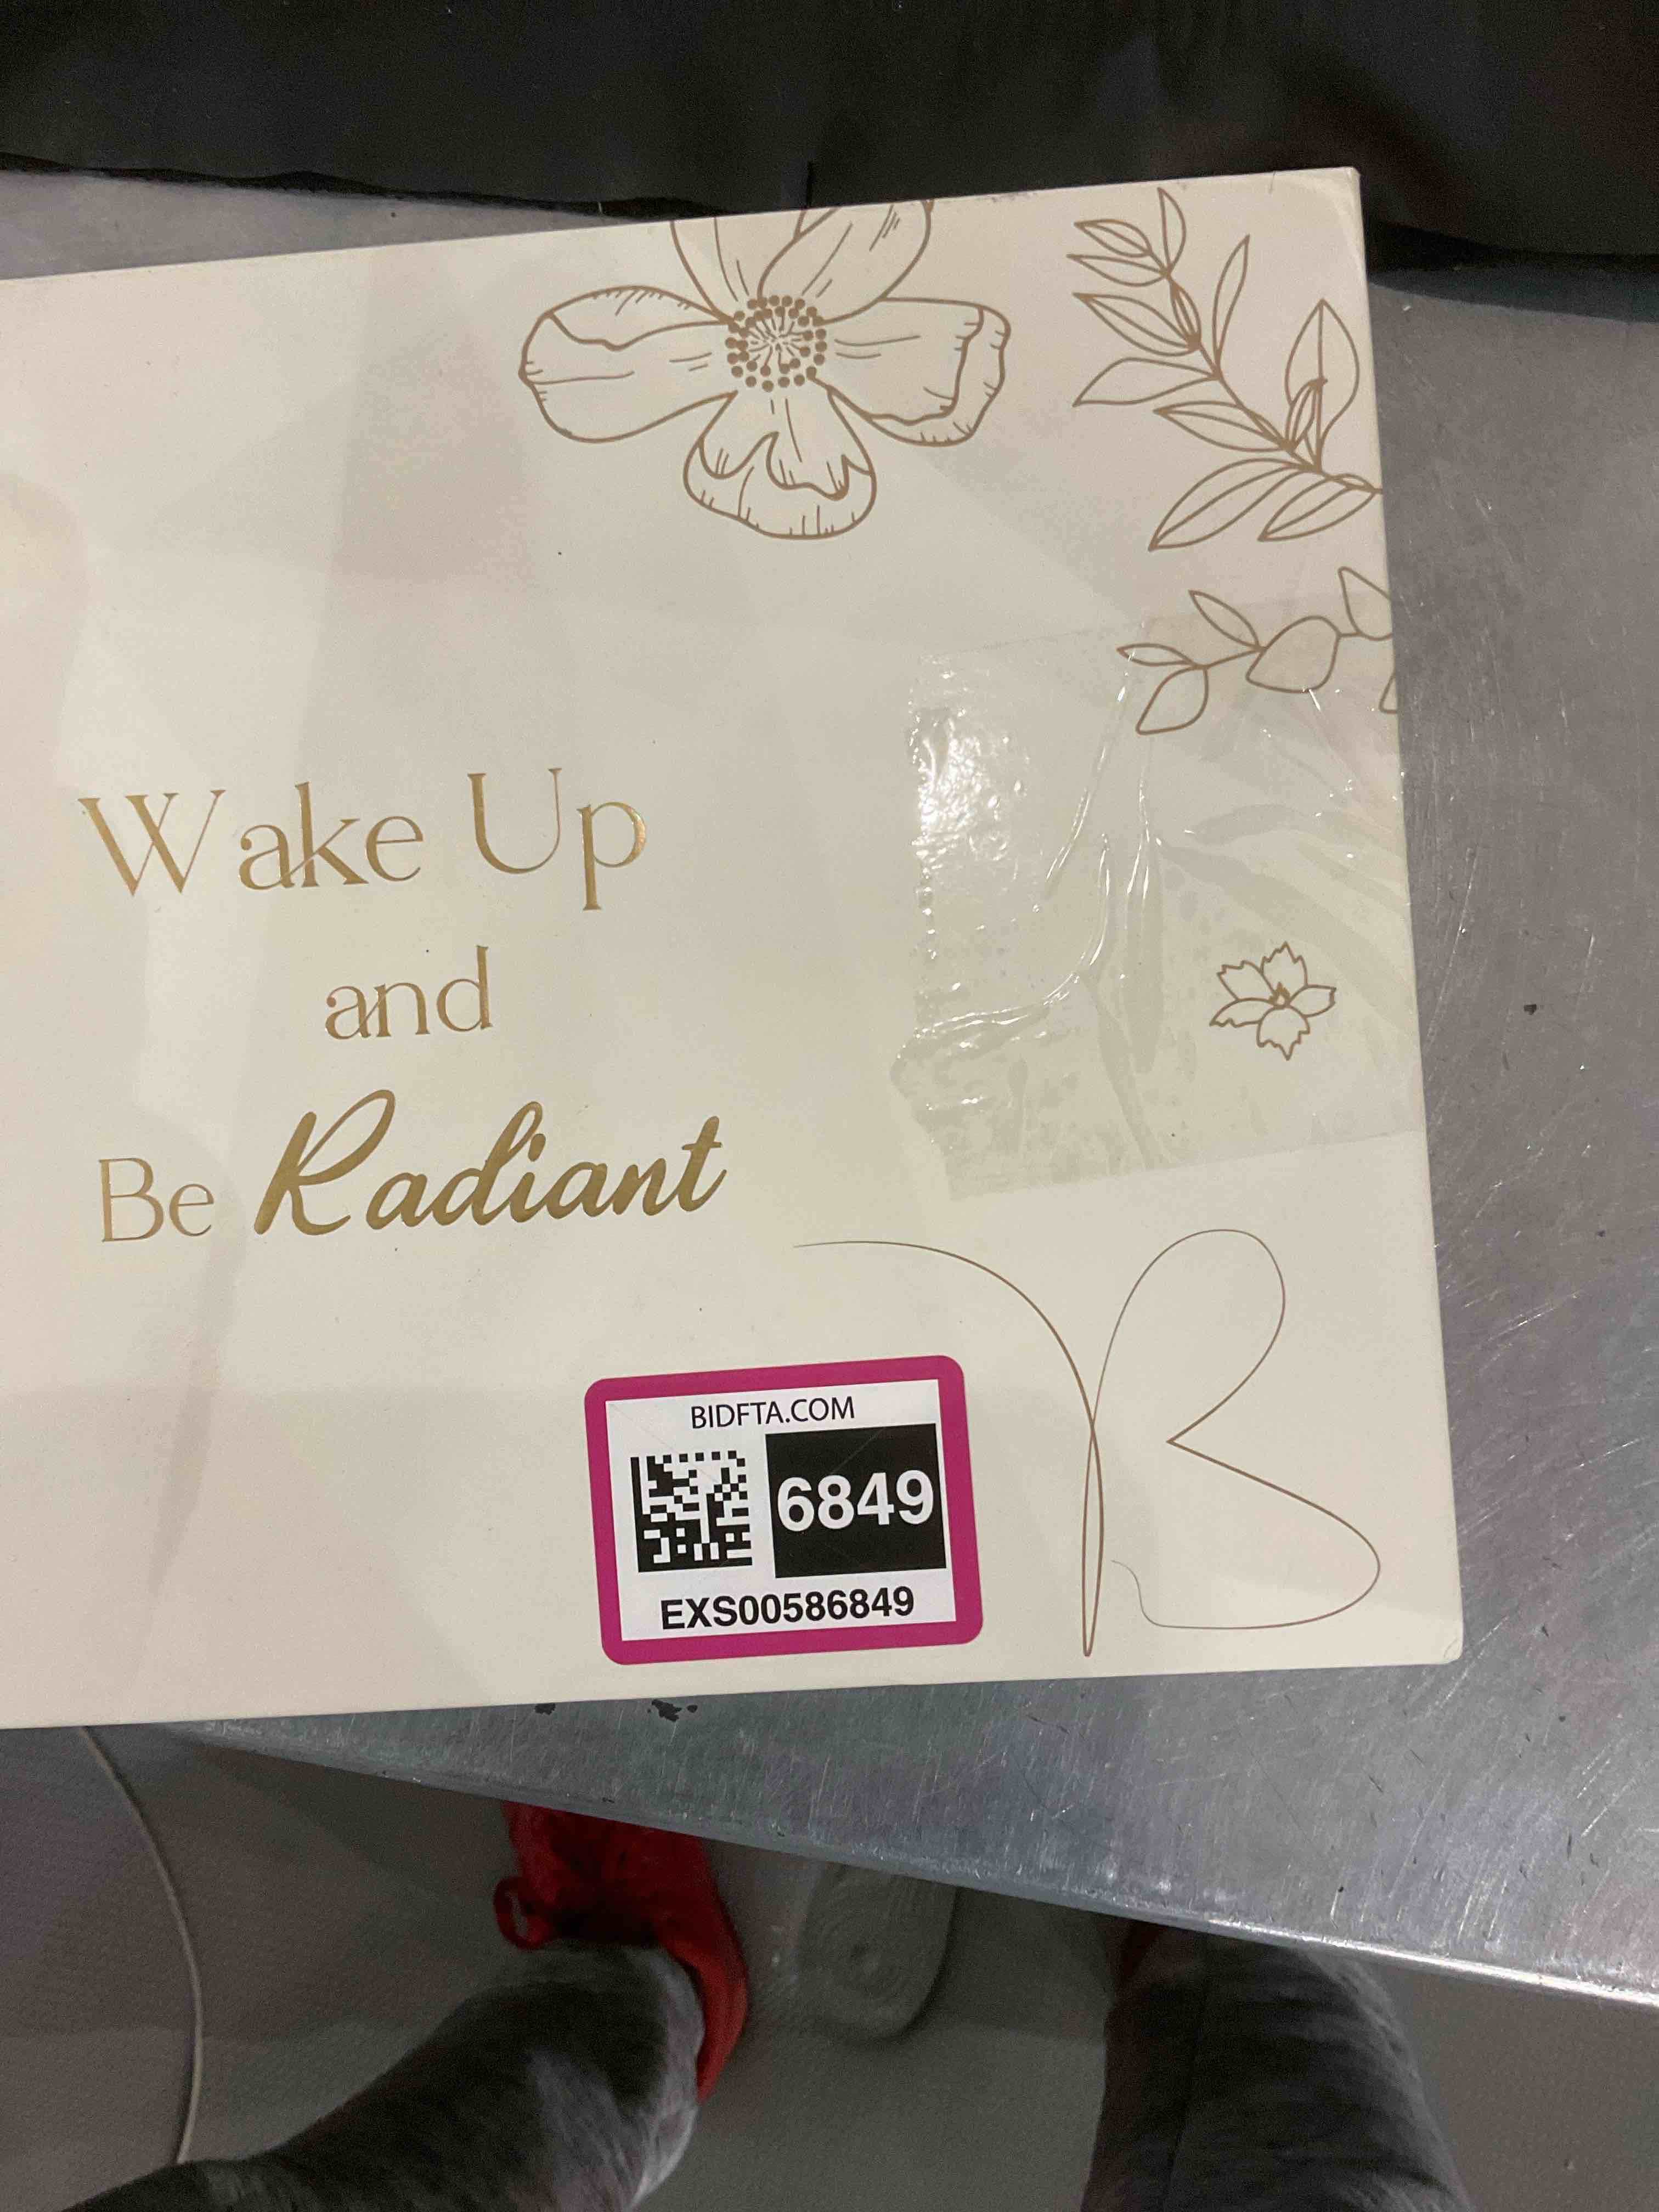 Wake Up
and
Be Radiant
BIDFTA.COM
6849
EXS00586849